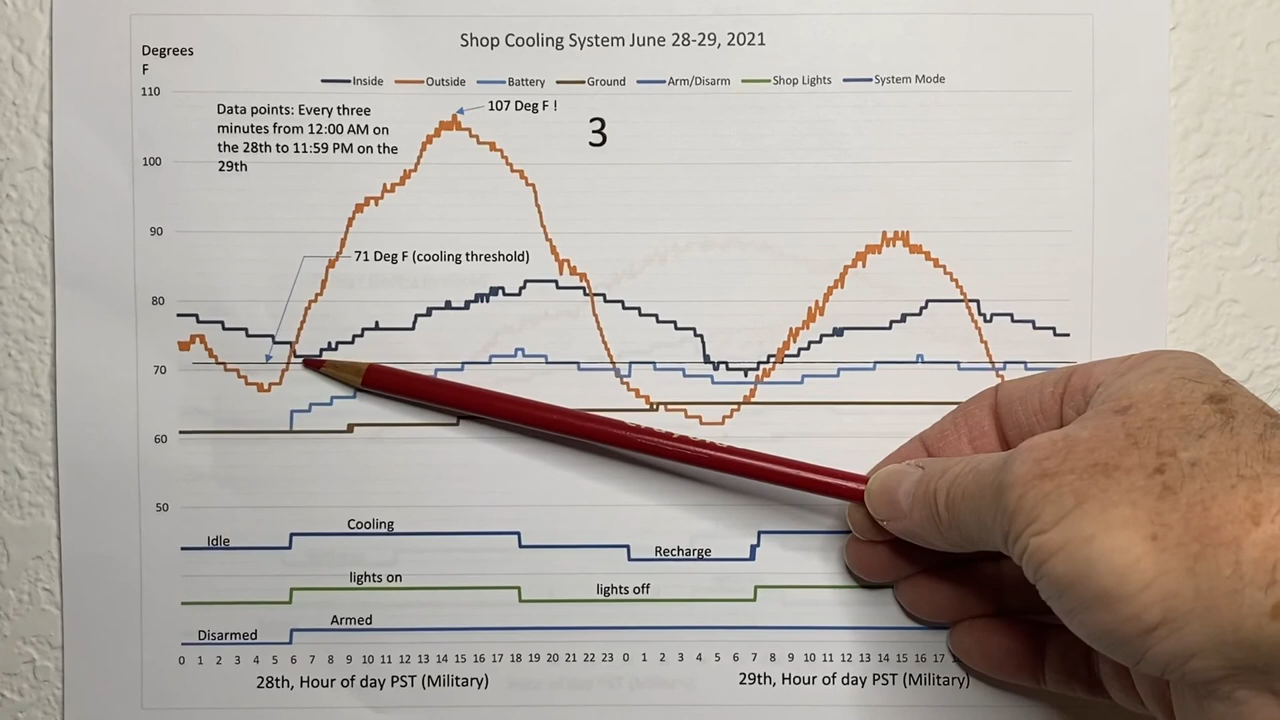 Shop Cooling System June 28-29, 2021
Degrees
F
Inside Outside Battery Ground Arm/Disarm Shop Lights System Mode
110
Data points: Every three
minutes from 12:00 AM on
the 28th to 11:59 PM on the
29th
107 Deg F !
3
100
90
71 Deg F (cooling threshold)
80
70
60
50
Cooling
Idle
Recharge
lights on
lights off
Armed
Disarmed
0 1 2 3 4 5 6 7 8 9 10 11 12 13 14 15 16 17 18 19 20 21 22 23 0 1 2 3 4 5 6 7 8 9 10 11 12 13 14 15 16 17
28th, Hour of day PST (Military) 29th, Hour of day PST (Military)